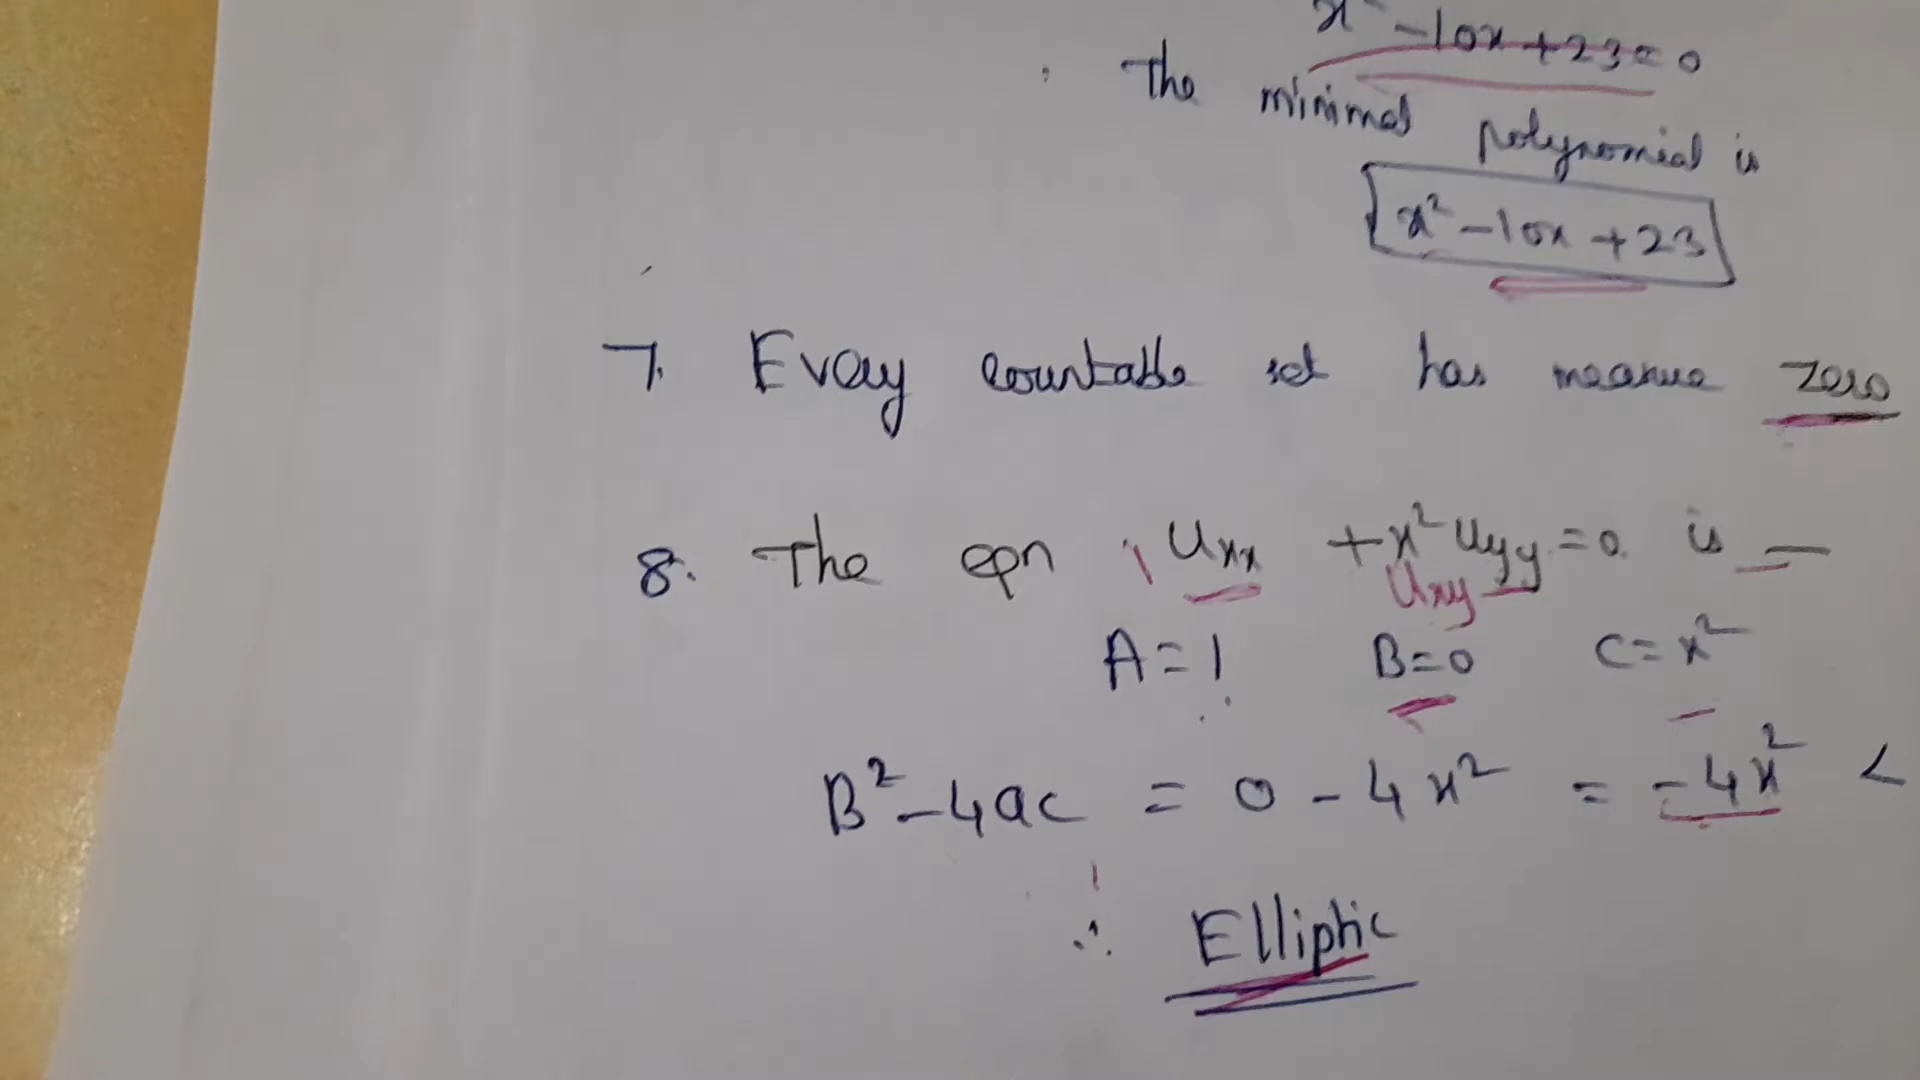 x² -10x +23=0
The minimal polynomial is
x² -10x +23
7. Every countable set has measure zero
8. The eqn 1 Uxx + x² Uyy = 0 is —
Uxy
A = 1 B=0 C= x²
B² -4ac = 0 - 4x² = -4x² <
∴ Elliptic